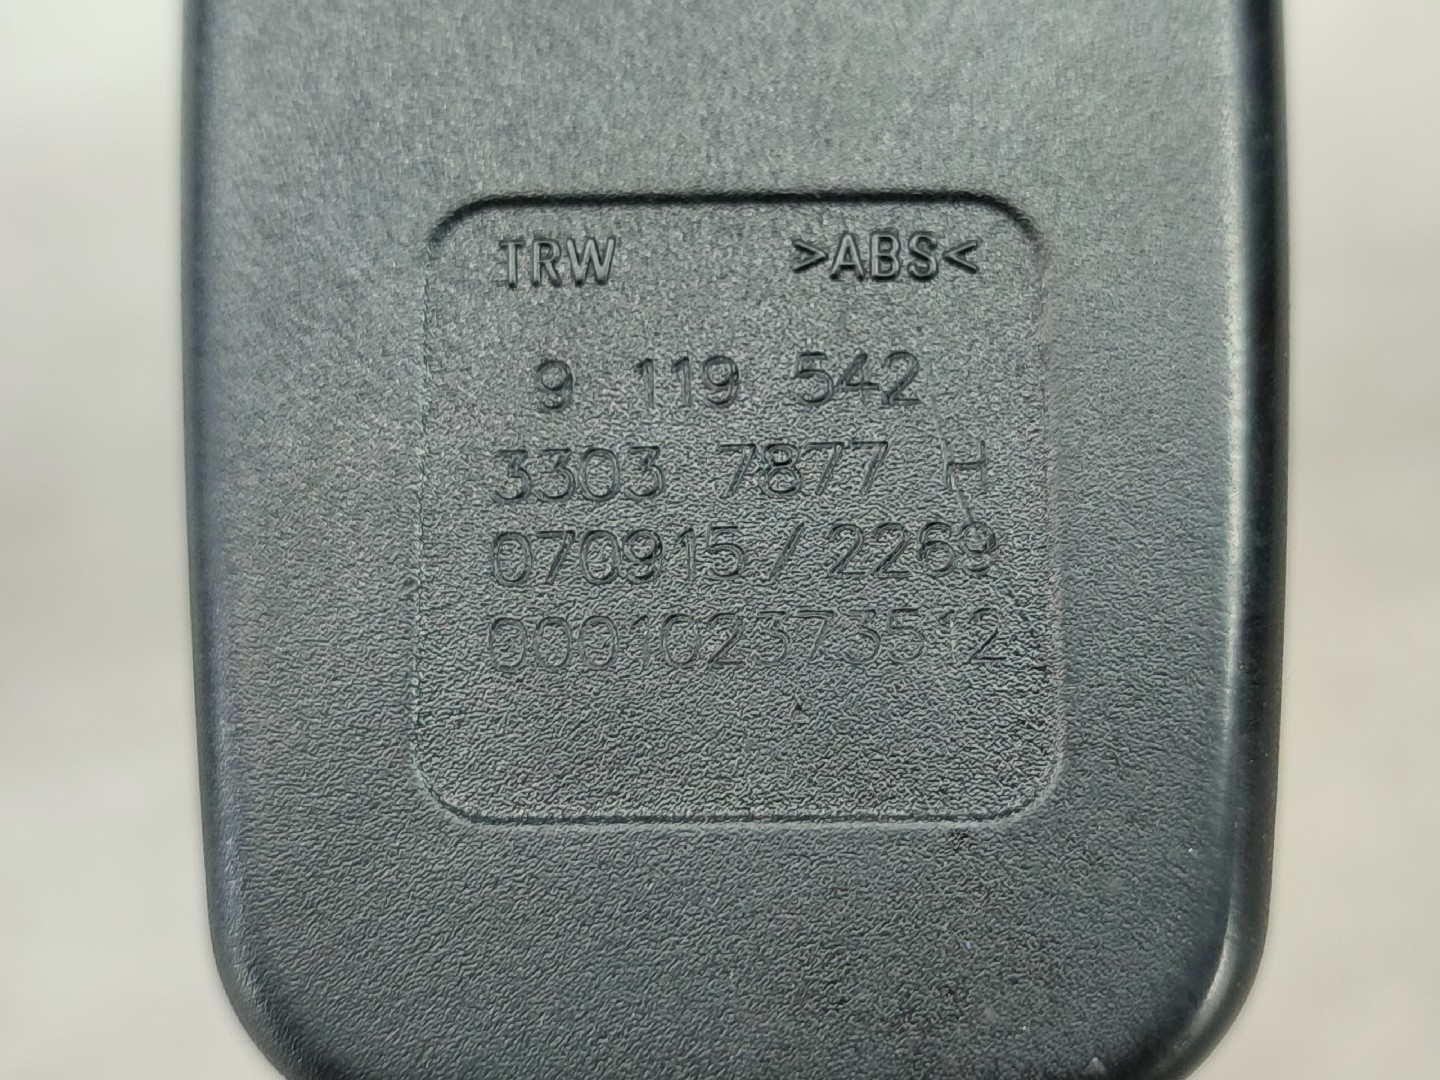 TRW >ABS<
9 119 542
3303 7877 H
070915/2269
000102373512